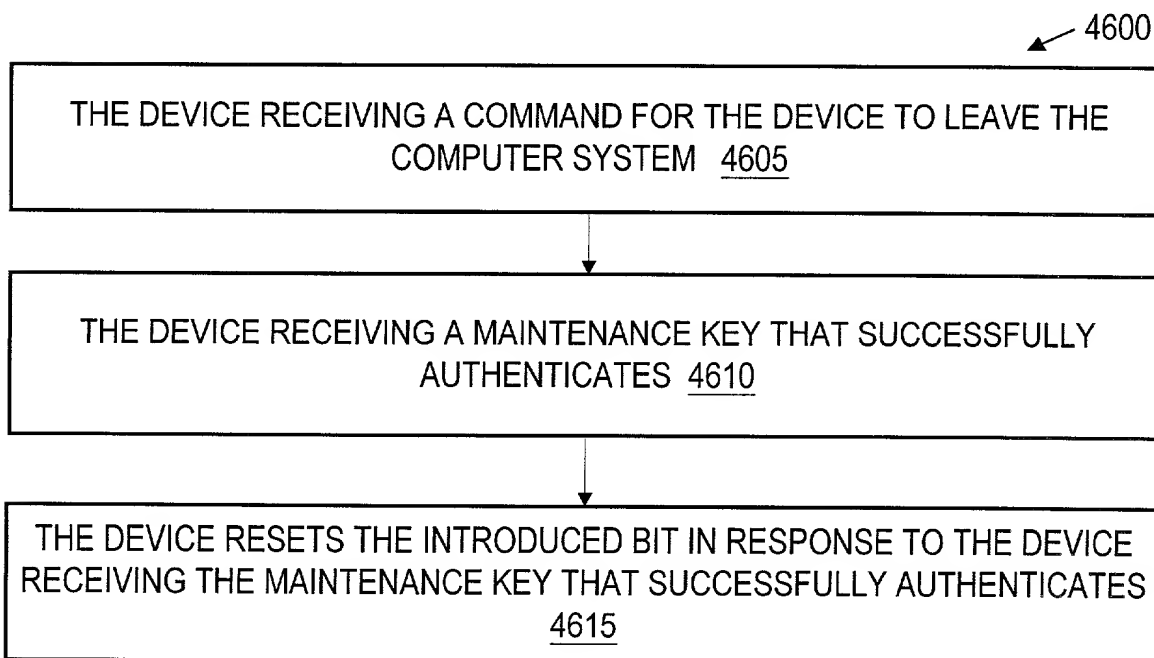 4600
THE DEVICE RECEIVING A COMMAND FOR THE DEVICE TO LEAVE THE
COMPUTER SYSTEM 4605
THE DEVICE RECEIVING A MAINTENANCE KEY THAT SUCCESSFULLY
AUTHENTICATES 4610
THE DEVICE RESETS THE INTRODUCED BIT IN RESPONSE TO THE DEVICE
RECEIVING THE MAINTENANCE KEY THAT SUCCESSFULLY AUTHENTICATES
4615